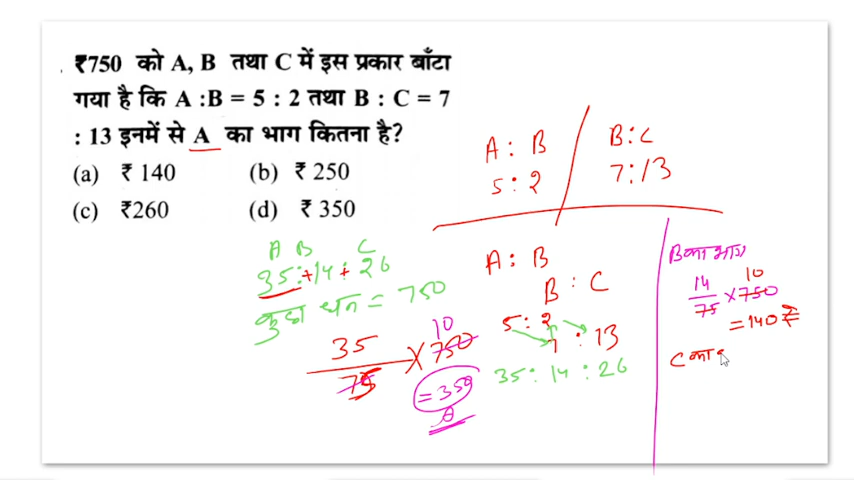 ₹750 को A, B तथा C में इस प्रकार बाँटा
गया है कि A :B = 5 : 2 तथा B : C = 7
: 13 इनमें से A का भाग कितना है?
(a) ₹ 140 (b) ₹ 250
(c) ₹260 (d) ₹ 350
A : B
5 : 2
B : C
7 : 13
A B C
35 : + 14 + 26
कुल धन = 750
35
75
× 750
10
= 350
A
A : B
B : C
5 : 2
7 : 13
35 : 14 : 26
B का भाग
14
75
× 750
10
= 140 ₹
C का